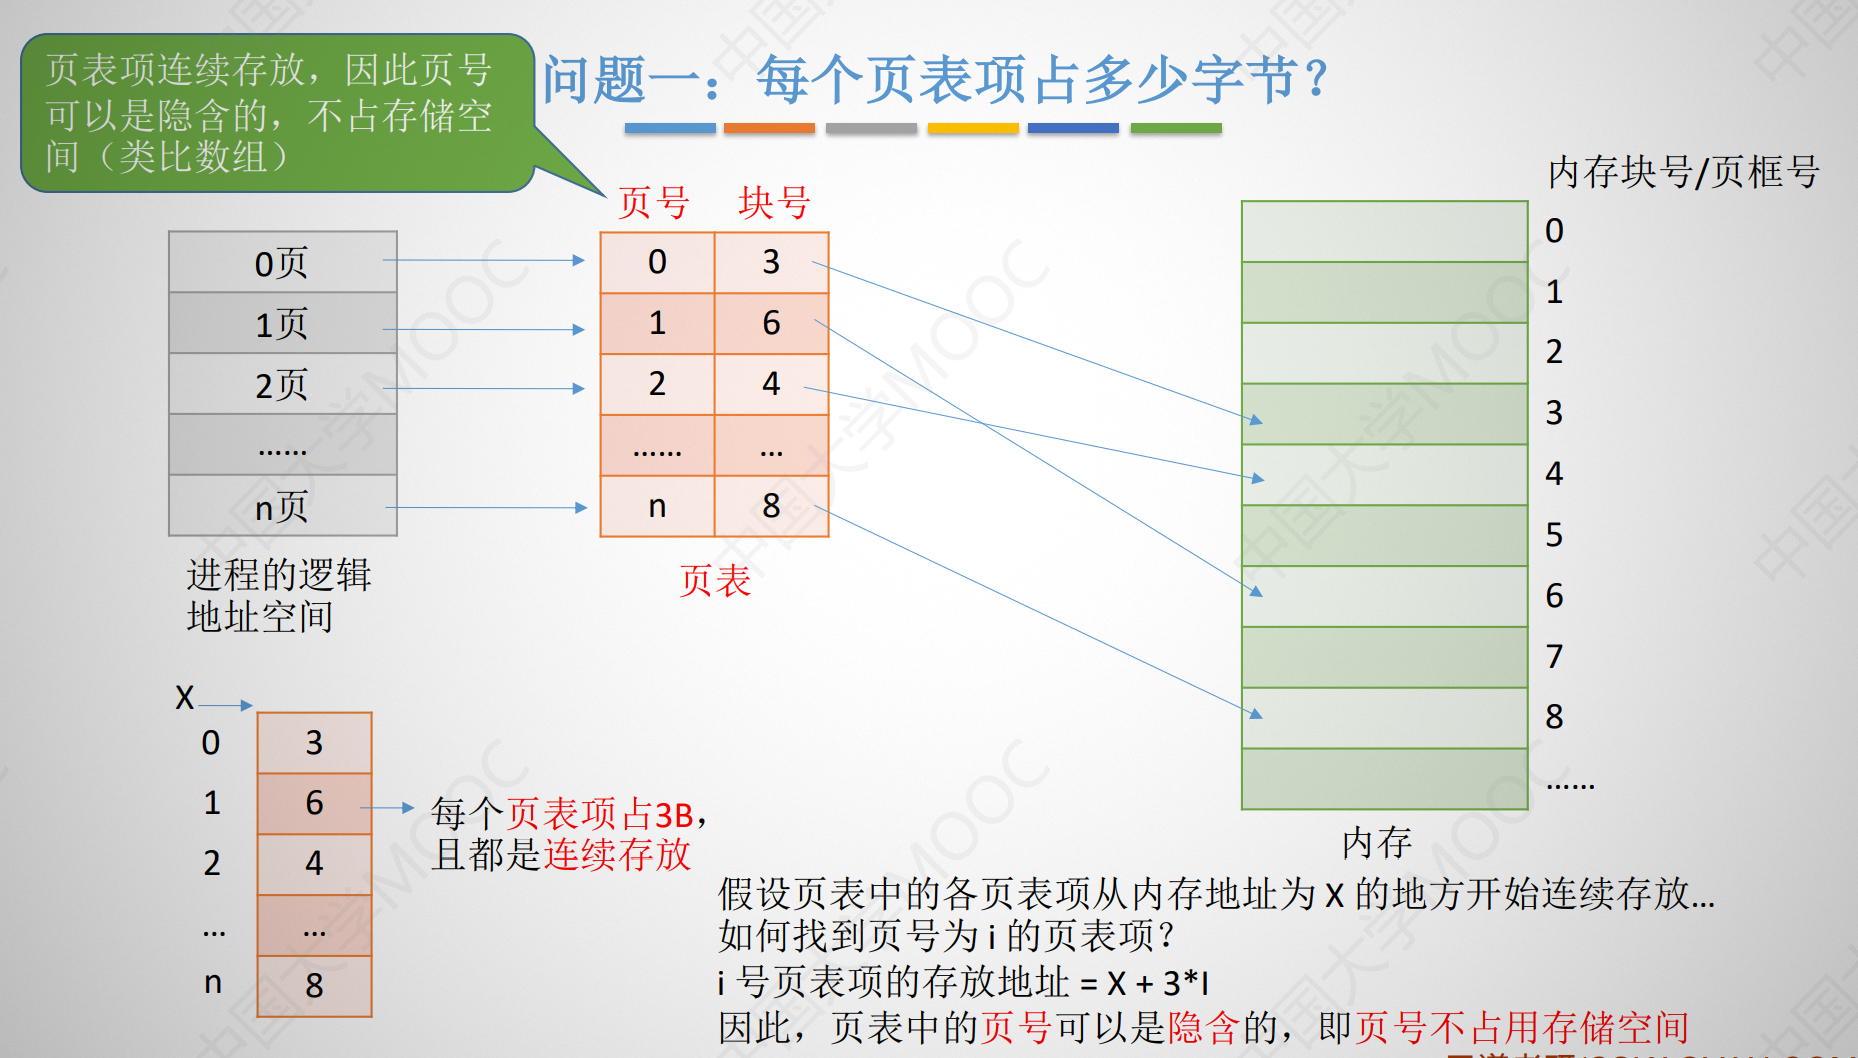 页表项连续存放，因此页号
可以是隐含的，不占存储空
间（类比数组）
问题一：每个页表项占多少字节？
内存块号/页框号
页号 块号
0页
1页
2页
……
n页
0 3
1 6
2 4
…… …
n 8
0
1
2
3
4
5
6
7
8
……
进程的逻辑
地址空间
页表
内存
X
0 3
1 6
2 4
… …
n 8
每个页表项占3B，
且都是连续存放
假设页表中的各页表项从内存地址为 X 的地方开始连续存放...
如何找到页号为 i 的页表项？
i 号页表项的存放地址 = X + 3*I
因此，页表中的页号可以是隐含的，即页号不占用存储空间
中国大学MOOC